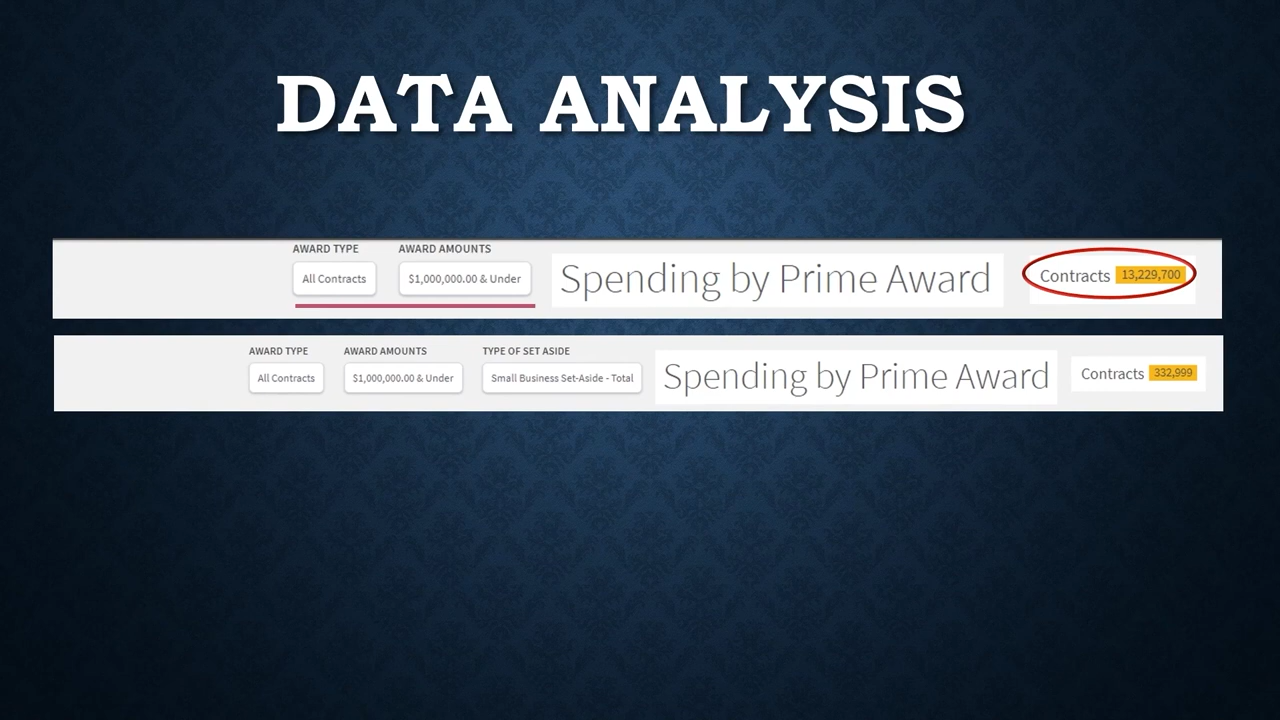 DATA ANALYSIS
AWARD TYPE AWARD AMOUNTS
All Contracts $1,000,000.00 & Under Spending by Prime Award Contracts 13,229,700
AWARD TYPE AWARD AMOUNTS TYPE OF SET ASIDE
All Contracts $1,000,000.00 & Under Small Business Set-Aside - Total Spending by Prime Award Contracts 332,999